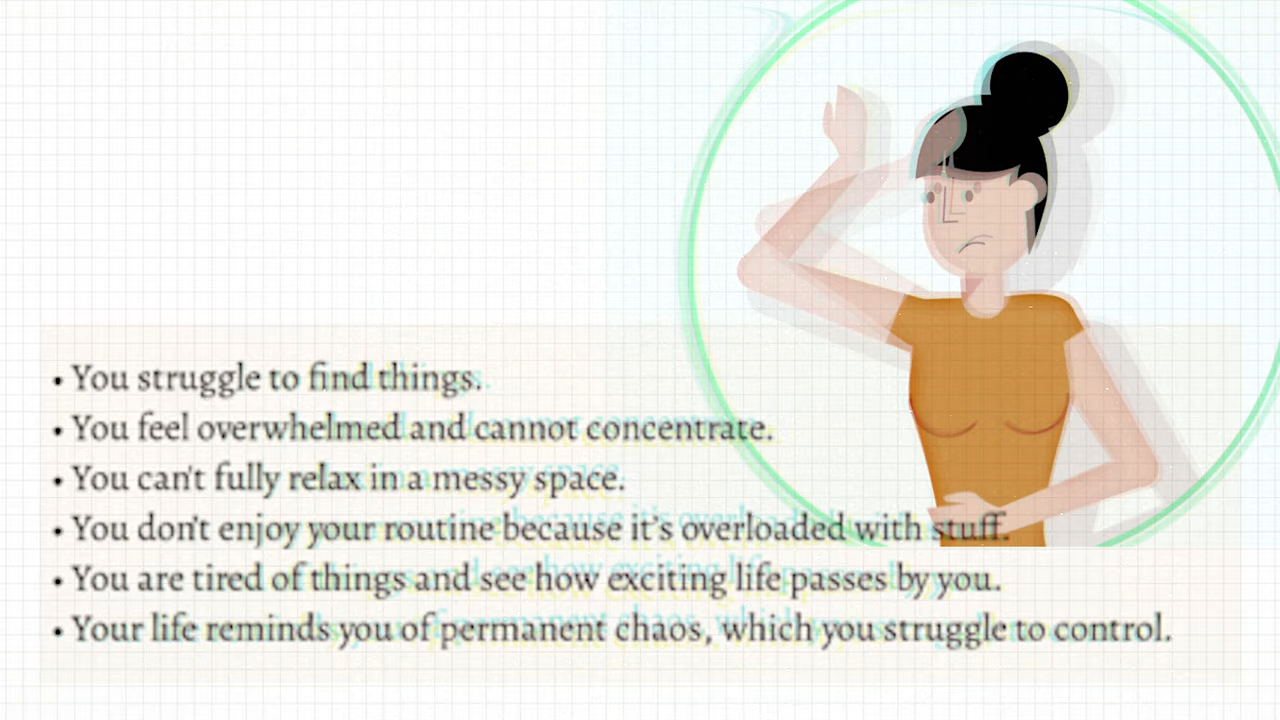 • You struggle to find things.
• You feel overwhelmed and cannot concentrate.
• You can't fully relax in a messy space.
• You don't enjoy your routine because it's overloaded with stuff.
• You are tired of things and see how exciting life passes by you.
• Your life reminds you of permanent chaos, which you struggle to control.